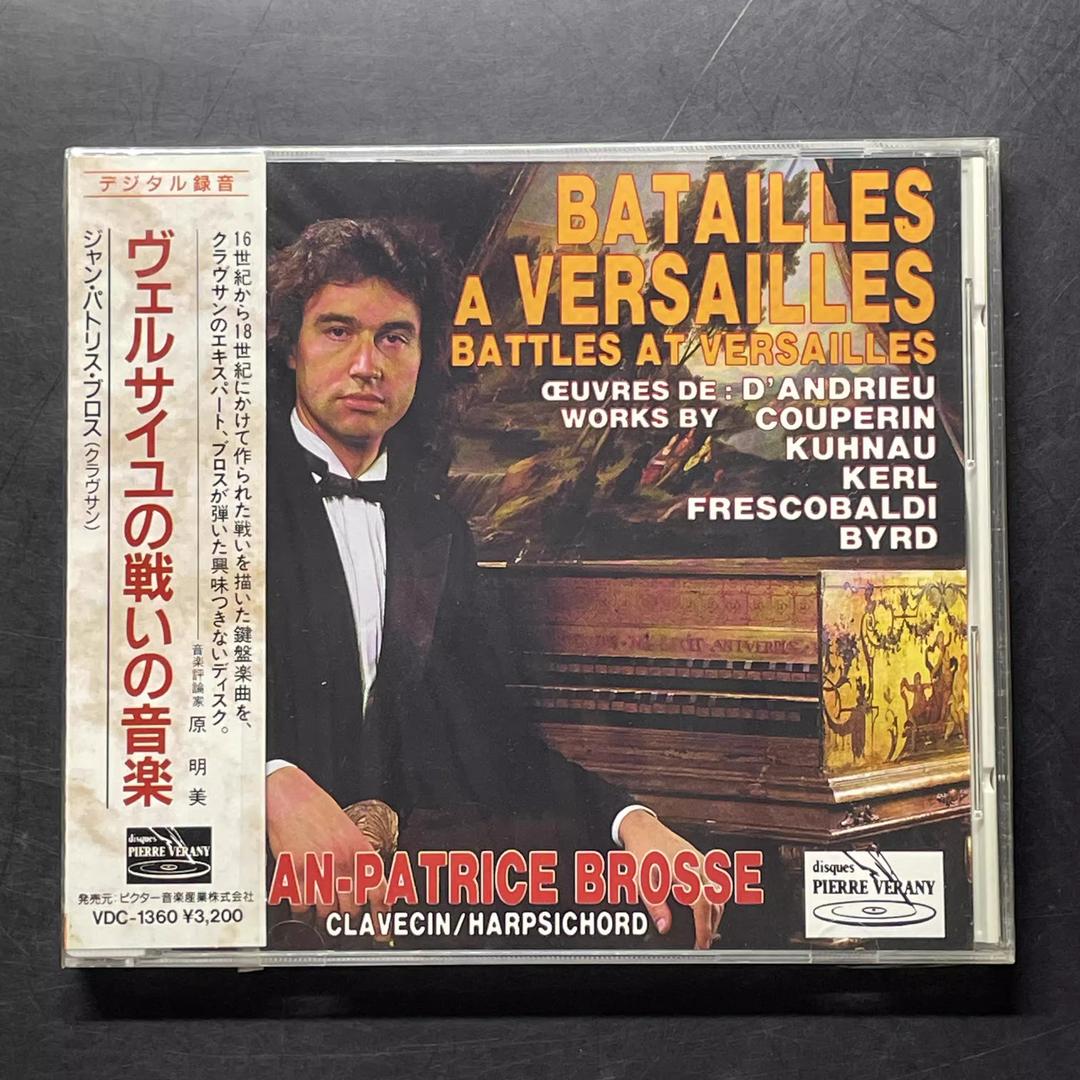 デジタル録音
16世紀から18世紀にかけて作られた戦いを描いた鍵盤楽曲を、
クラヴサンのエキスパート、ブロスが弾いた興味つきないディスク。
音楽評論家 原 明 美
ヴェルサイユの戦いの音楽
ジャン・パトリス・ブロス(クラヴサン)
disques
PIERRE VERANY
発売元:ビクター音楽産業株式会社
VDC-1360 ¥3,200
BATAILLES
A VERSAILLES
BATTLES AT VERSAILLES
ŒUVRES DE : D'ANDRIEU
WORKS BY COUPERIN
KUHNAU
KERL
FRESCOBALDI
BYRD
AN-PATRICE BROSSE
CLAVECIN/HARPSICHORD
disques
PIERRE VERANY